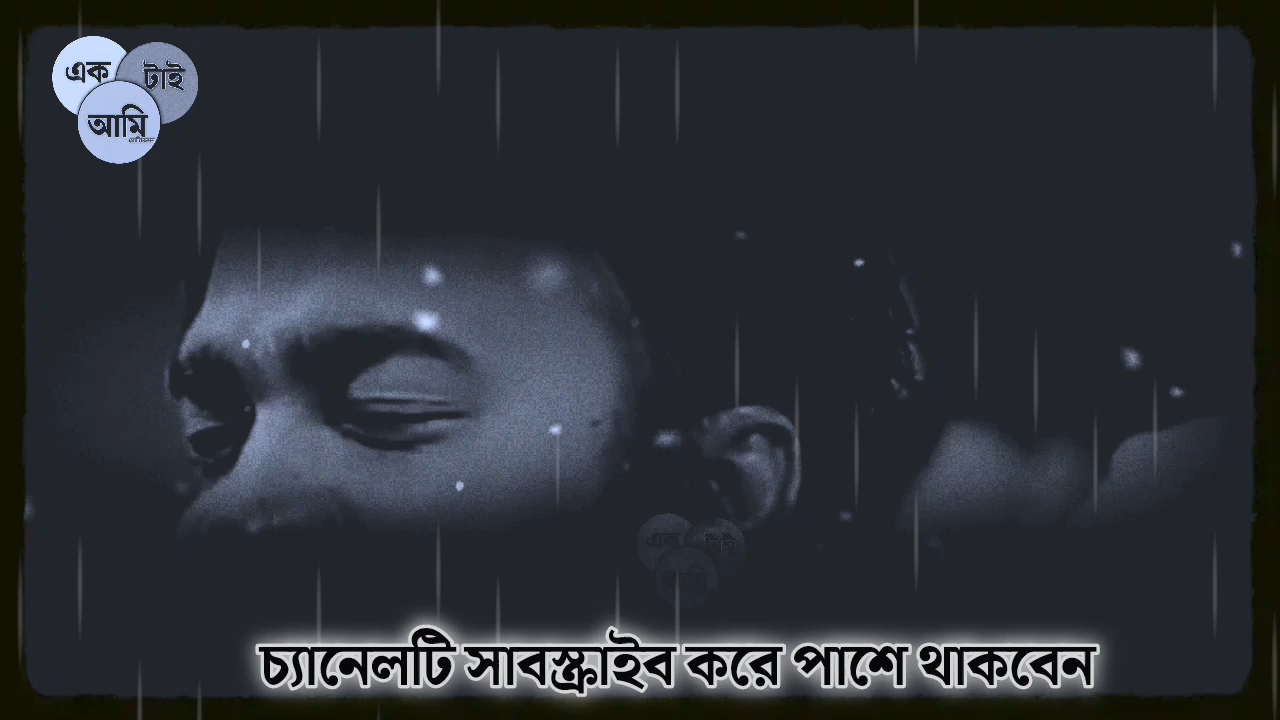 এক
টাই
আমি
চ্যানেলটি সাবস্ক্রাইব করে পাশে থাকবেন